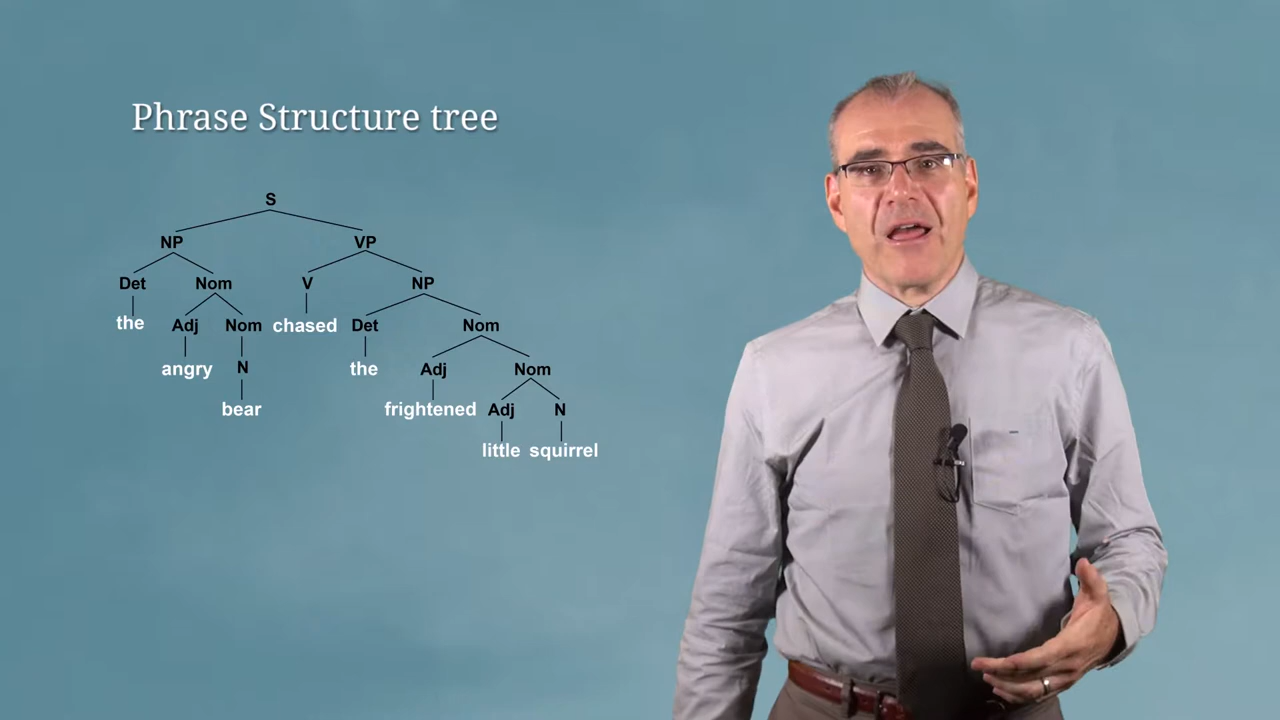 Phrase Structure tree
S
NP VP
Det Nom V NP
the Adj Nom chased Det Nom
angry N the Adj Nom
bear frightened Adj N
little squirrel